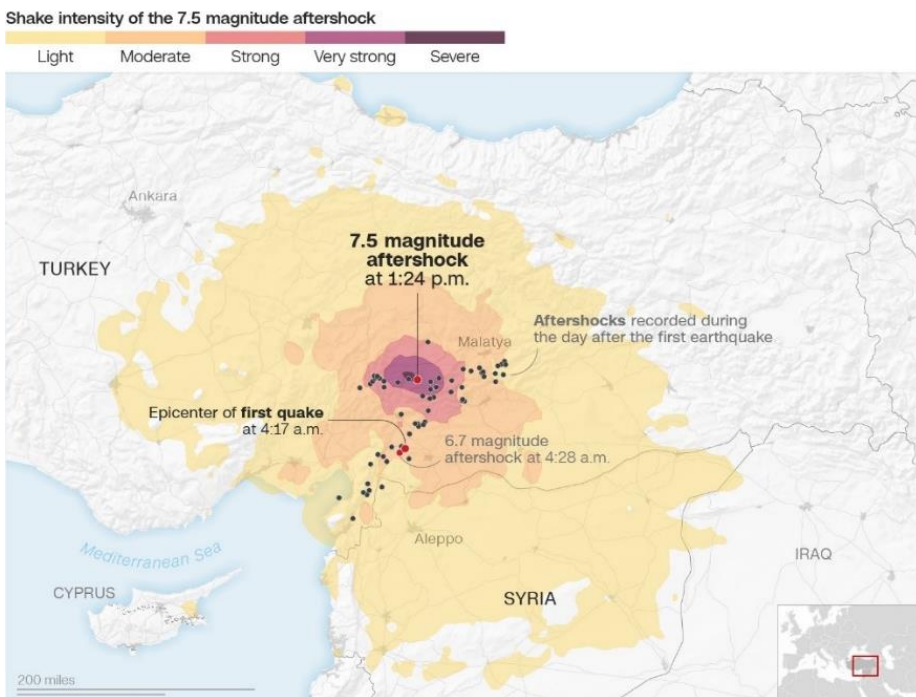 Shake intensity of the 7.5 magnitude aftershock
Light Moderate Strong Very strong Severe
Ankara
7.5 magnitude
aftershock
at 1:24 p.m.
TURKEY
Aftershocks recorded during
the day after the first earthquake
Malatya
Epicenter of first quake
at 4:17 a.m.
6.7 magnitude
aftershock at 4:28 a.m.
Aleppo
Mediterranean Sea
IRAQ
CYPRUS
SYRIA
200 miles